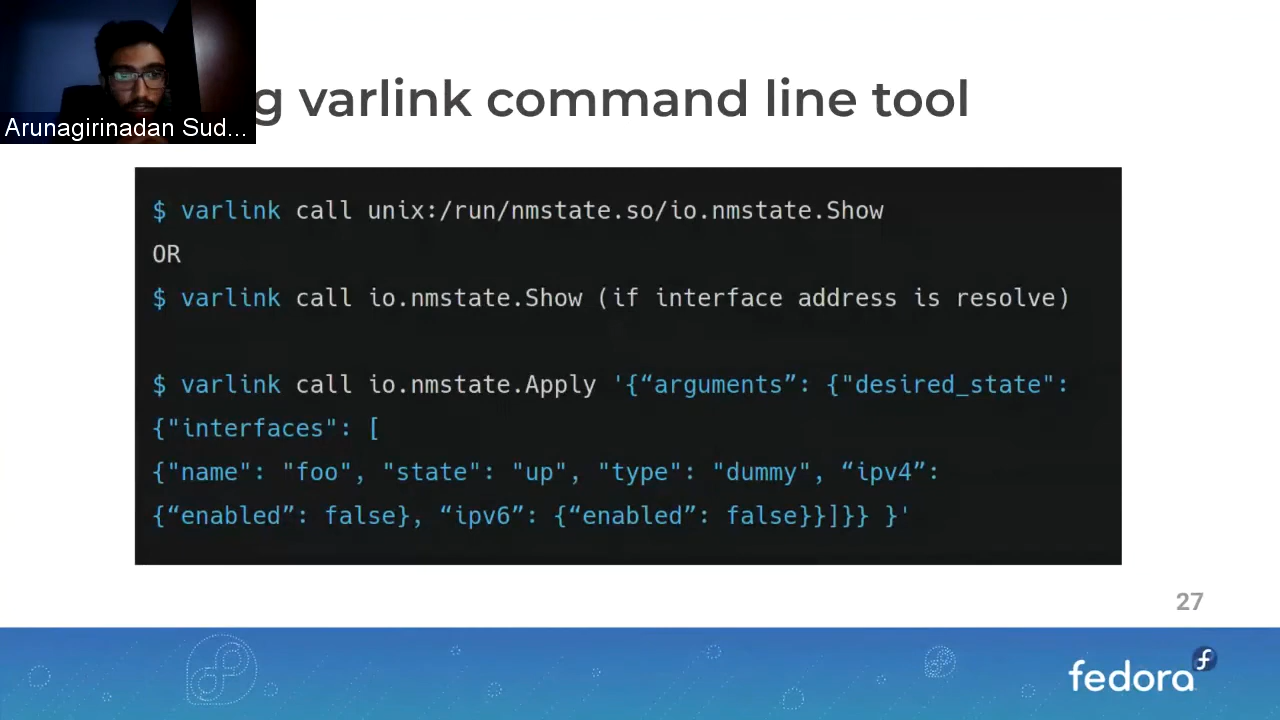 g varlink command line tool
Arunagirinadan Sud...
$ varlink call unix:/run/nmstate.so/io.nmstate.Show
OR
$ varlink call io.nmstate.Show (if interface address is resolve)
$ varlink call io.nmstate.Apply '{“arguments”: {"desired_state":
{"interfaces": [
{"name": "foo", "state": "up", "type": "dummy", “ipv4”:
{“enabled”: false}, “ipv6”: {“enabled”: false}}]}} }'
27
fedora